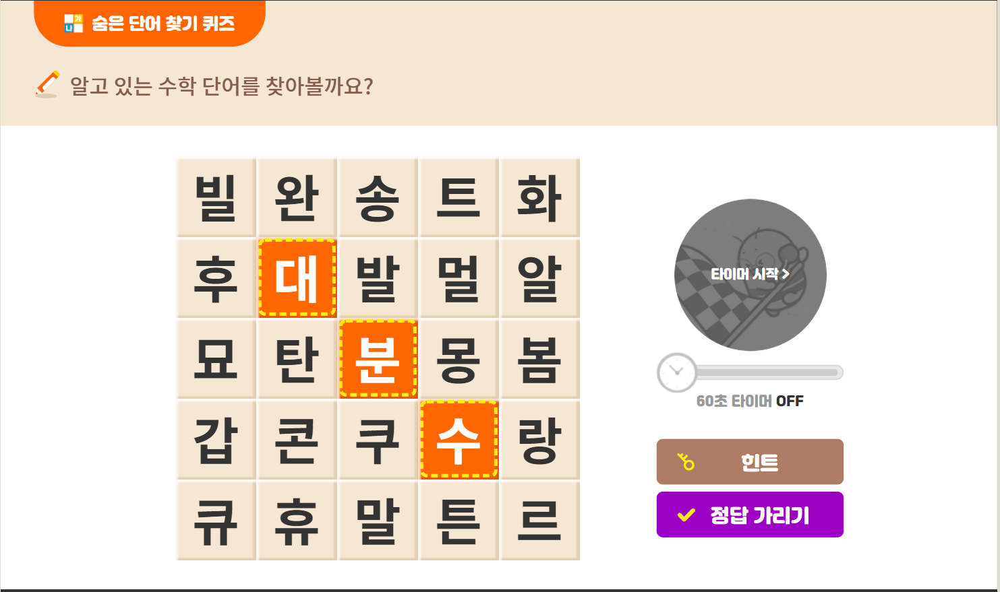 가
나
숨은 단어 찾기 퀴즈
알고 있는 수학 단어를 찾아볼까요?
빌 완 송 트 화
후 대 발 멀 알
묘 탄 분 몽 봄
갑 콘 쿠 수 랑
큐 휴 말 튼 르
타이머 시작 >
60초 타이머 OFF
힌트
정답 가리기